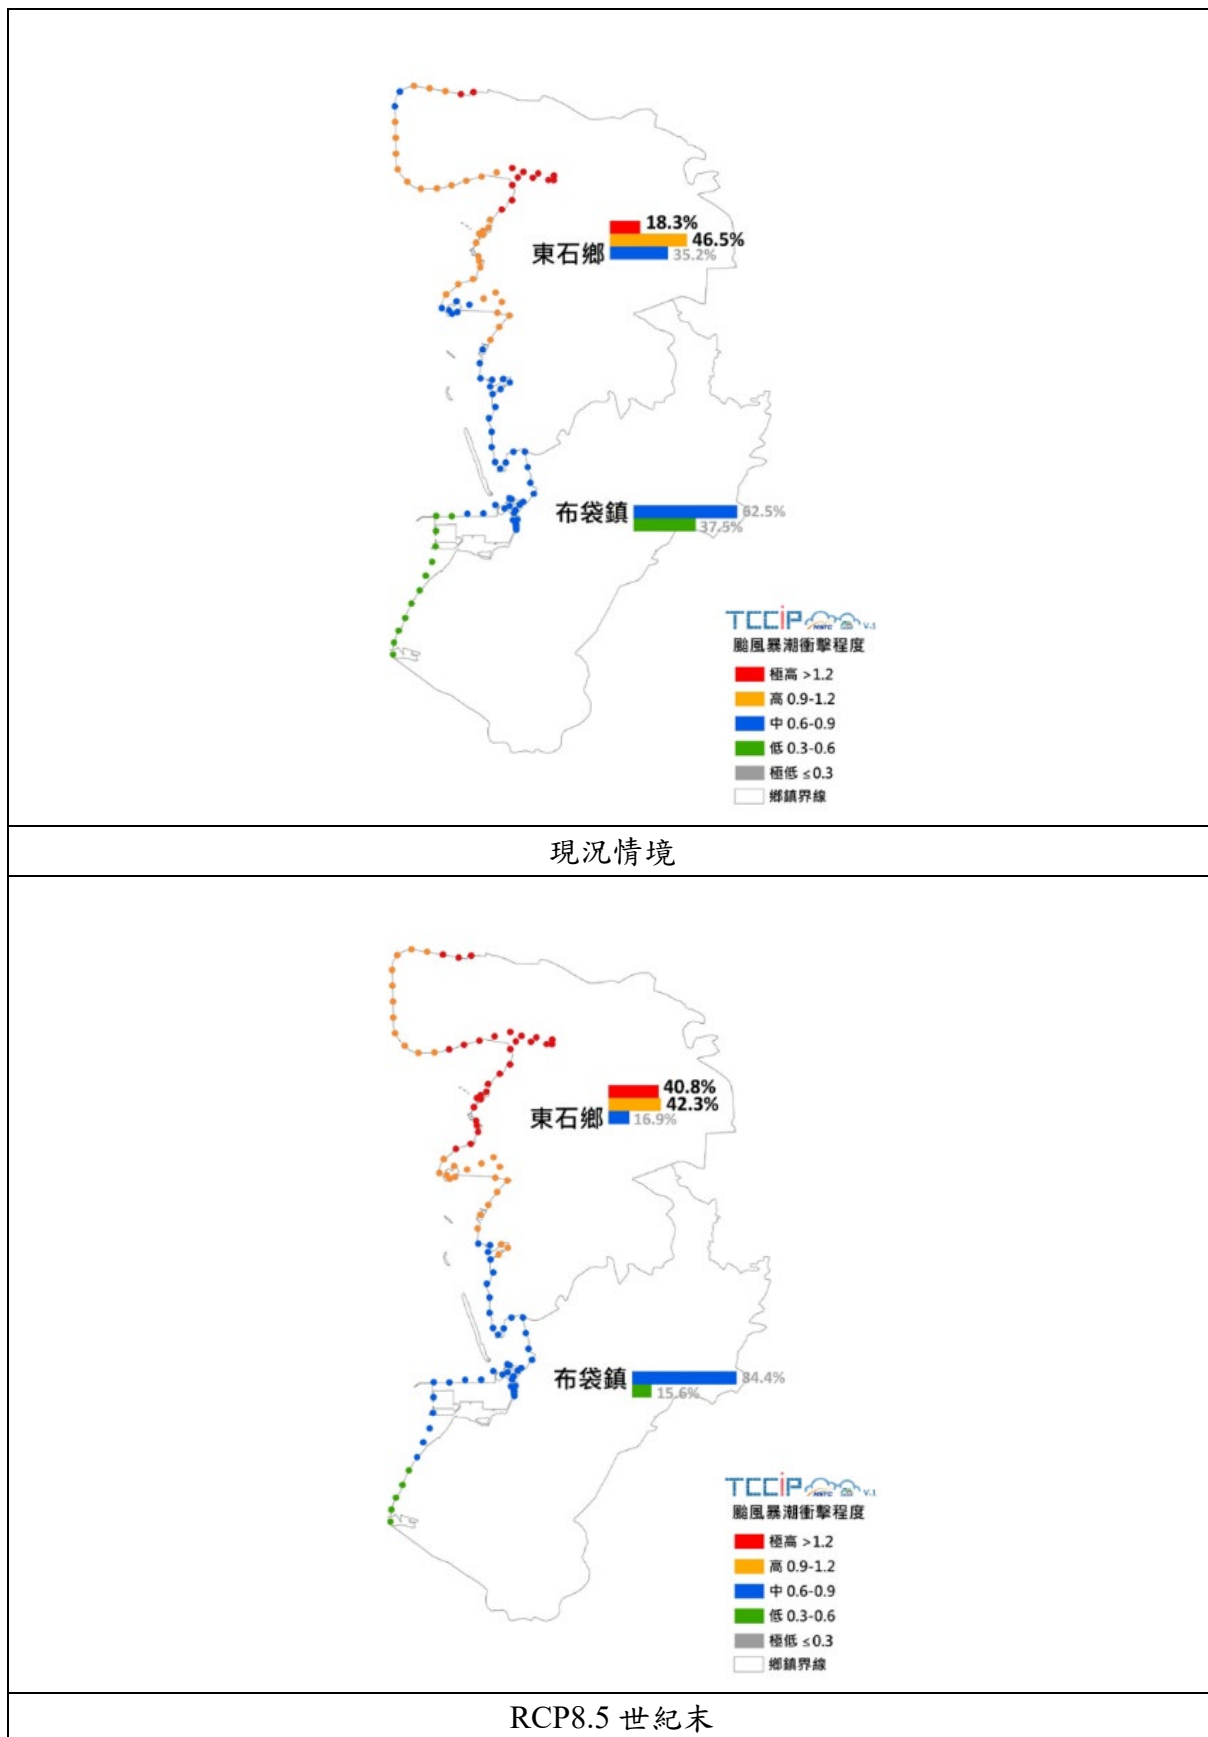 18.3%
46.5%
35.2%
東石鄉
布袋鎮
62.5%
37.5%
TCCiP NSTC V.1
颱風暴潮衝擊程度
極高 >1.2
高 0.9-1.2
中 0.6-0.9
低 0.3-0.6
極低 ≤0.3
鄉鎮界線
現況情境
40.8%
42.3%
16.9%
東石鄉
布袋鎮
84.4%
15.6%
TCCiP NSTC V.1
颱風暴潮衝擊程度
極高 >1.2
高 0.9-1.2
中 0.6-0.9
低 0.3-0.6
極低 ≤0.3
鄉鎮界線
RCP8.5 世紀末